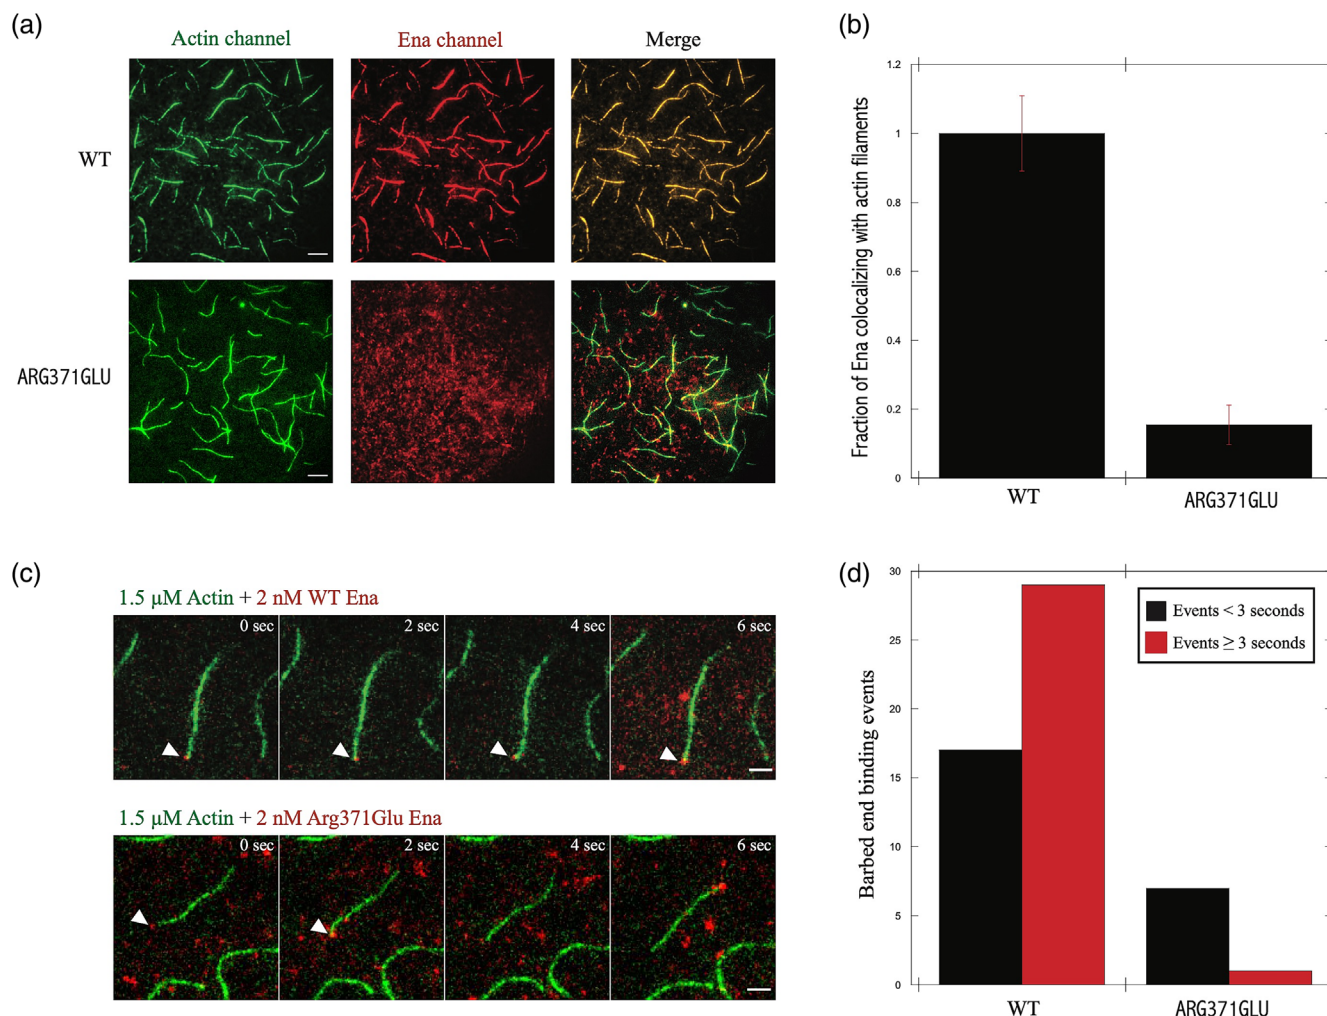 (a)
Actin channel
Ena channel
Merge
WT
ARG371GLU
(b)
1.2
1
0.8
0.6
0.4
0.2
0
Fraction of Ena colocalizing with actin filaments
WT
ARG371GLU
(c)
1.5 µM Actin + 2 nM WT Ena
0 sec
2 sec
4 sec
6 sec
1.5 µM Actin + 2 nM Arg371Glu Ena
0 sec
2 sec
4 sec
6 sec
(d)
30
25
20
15
10
5
0
Barbed end binding events
Events < 3 seconds
Events ≥ 3 seconds
WT
ARG371GLU